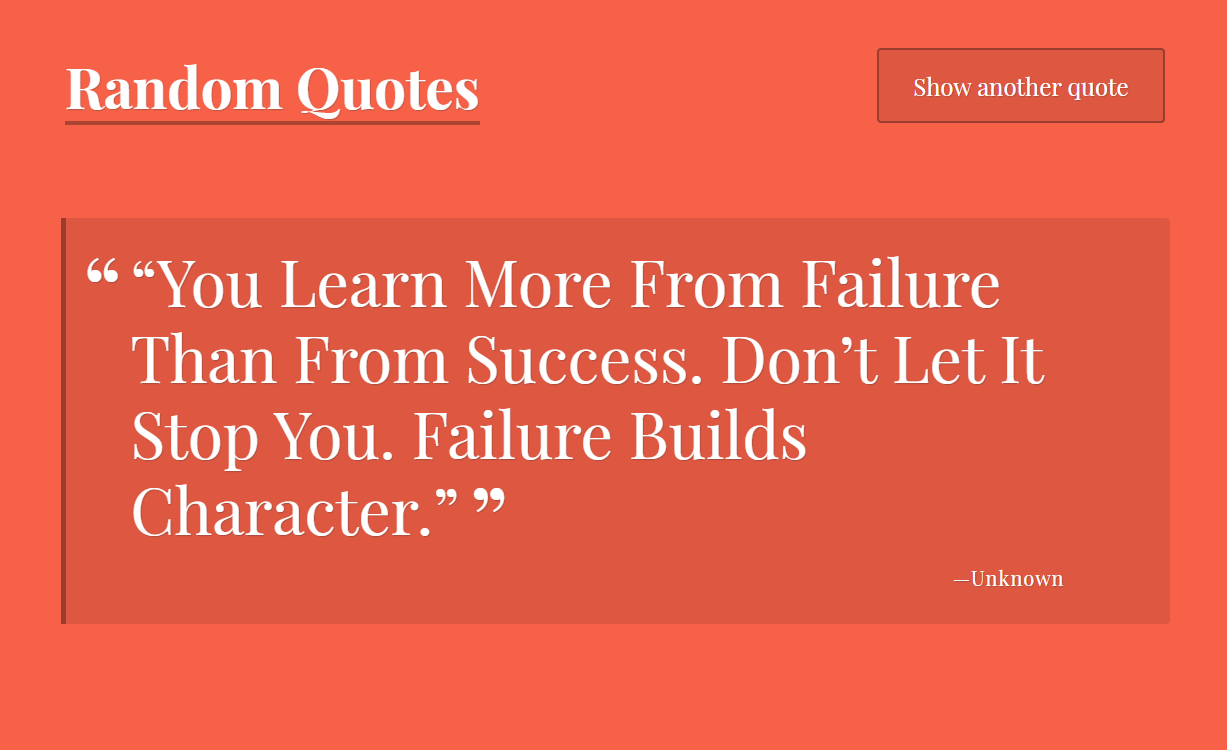 Random Quotes
Show another quote
“ “You Learn More From Failure
Than From Success. Don’t Let It
Stop You. Failure Builds
Character.” ”
—Unknown